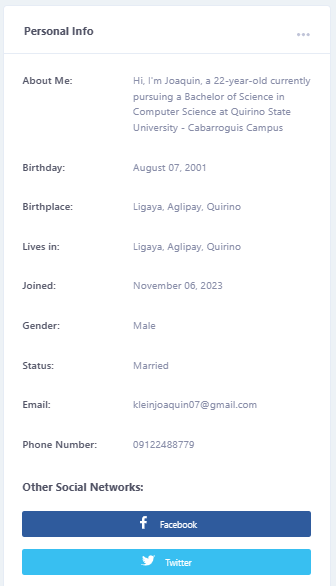 Personal Info
About Me: Hi, I'm Joaquin, a 22-year-old currently
pursuing a Bachelor of Science in
Computer Science at Quirino State
University - Cabarroguis Campus
Birthday: August 07, 2001
Birthplace: Ligaya, Aglipay, Quirino
Lives in: Ligaya, Aglipay, Quirino
Joined: November 06, 2023
Gender: Male
Status: Married
Email: kleinjoaquin07@gmail.com
Phone Number: 09122488779
Other Social Networks:
Facebook
Twitter